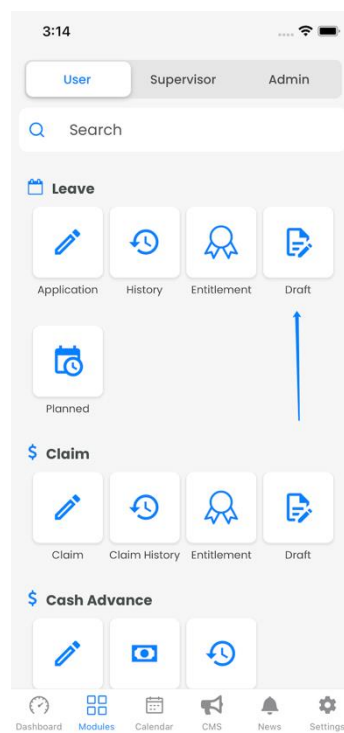 3:14
User Supervisor Admin
Search
Leave
Application History Entitlement Draft
Planned
$ Claim
Claim Claim History Entitlement Draft
$ Cash Advance
Dashboard Modules Calendar CMS News Settings